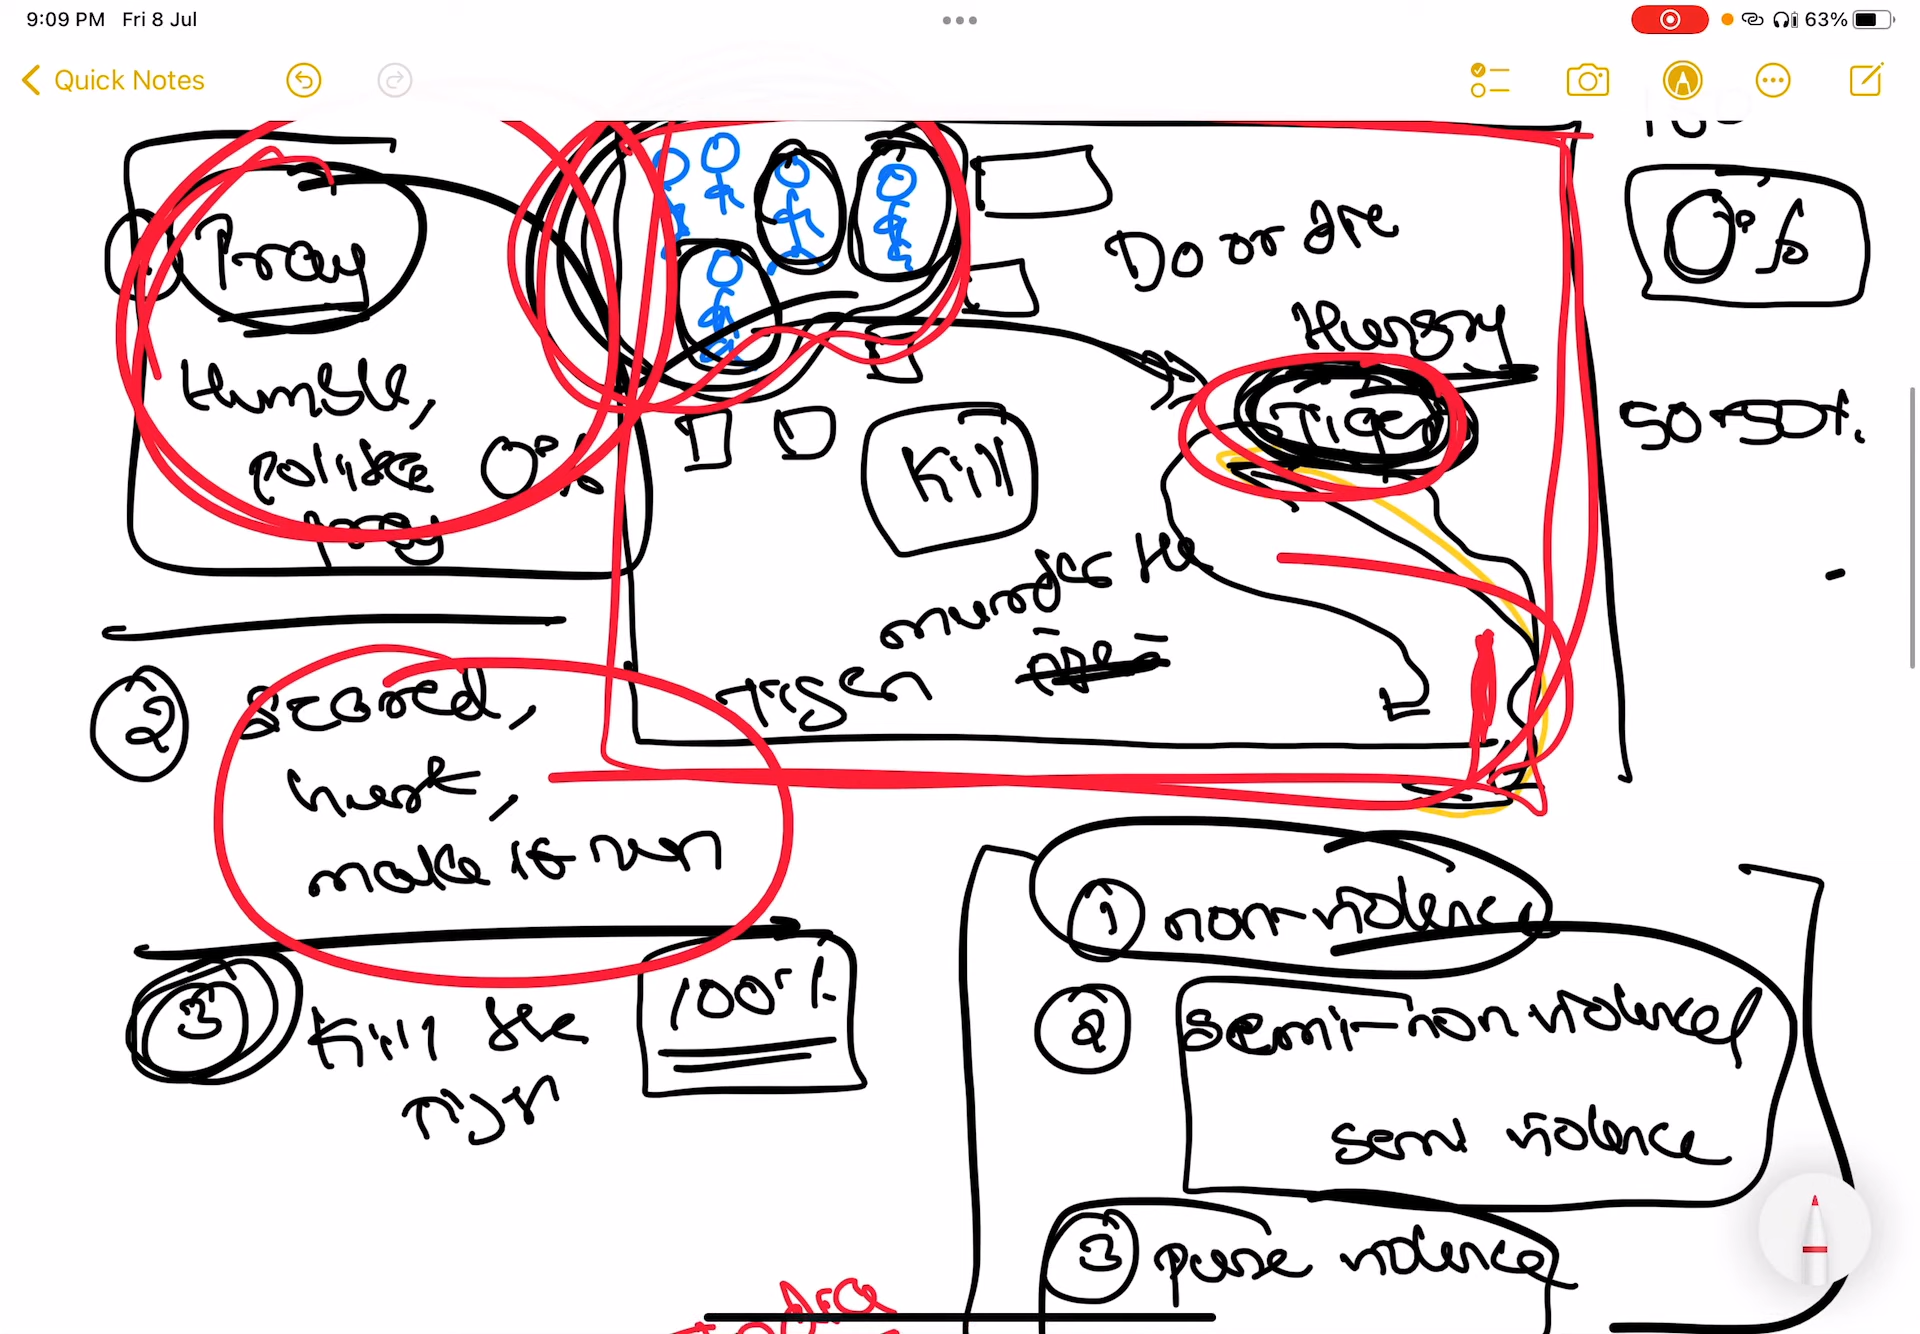 9:09 PM Fri 8 Jul
63%
Quick Notes
Pray
Humble,
polite
Pray
0%
Do or die
Hungry
Tiger
0%
50-50%.
Kill
murder the
Tiger
2
Scared,
hurt,
make it run
3
Kill the
Tiger
100%
1 non-violence
2 semi-non violence
semi violence
3 pure violence